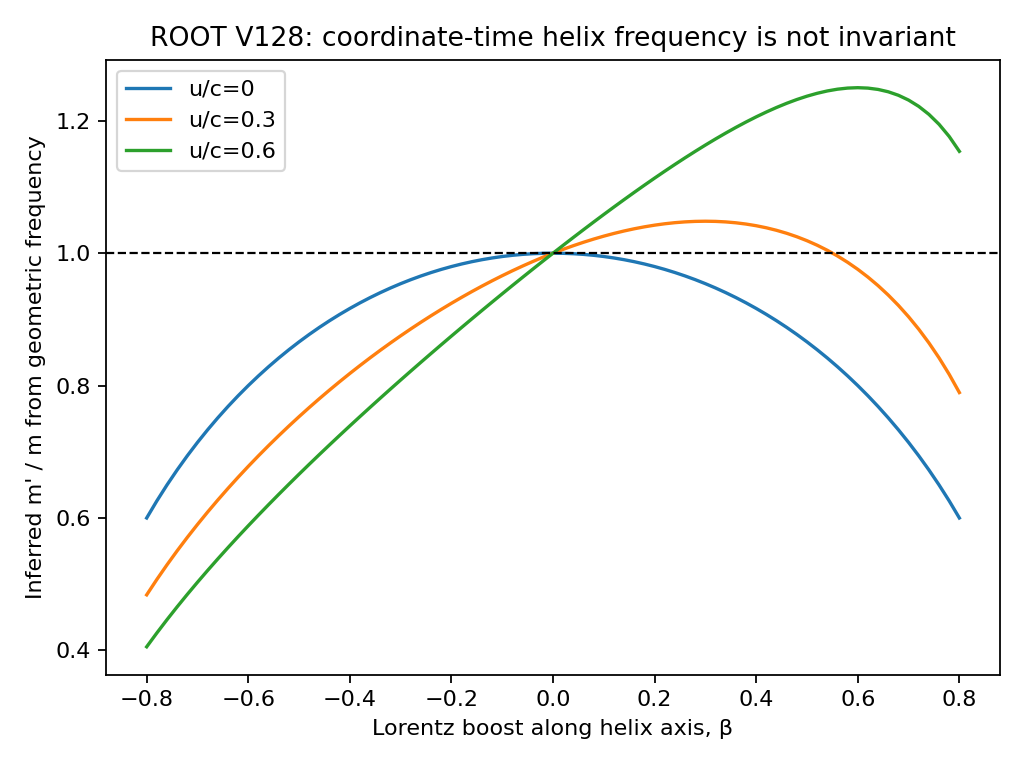 ROOT V128: coordinate-time helix frequency is not invariant
u/c=0
u/c=0.3
u/c=0.6
Inferred m' / m from geometric frequency
1.2
1.0
0.8
0.6
0.4
−0.8 −0.6 −0.4 −0.2 0.0 0.2 0.4 0.6 0.8
Lorentz boost along helix axis, β